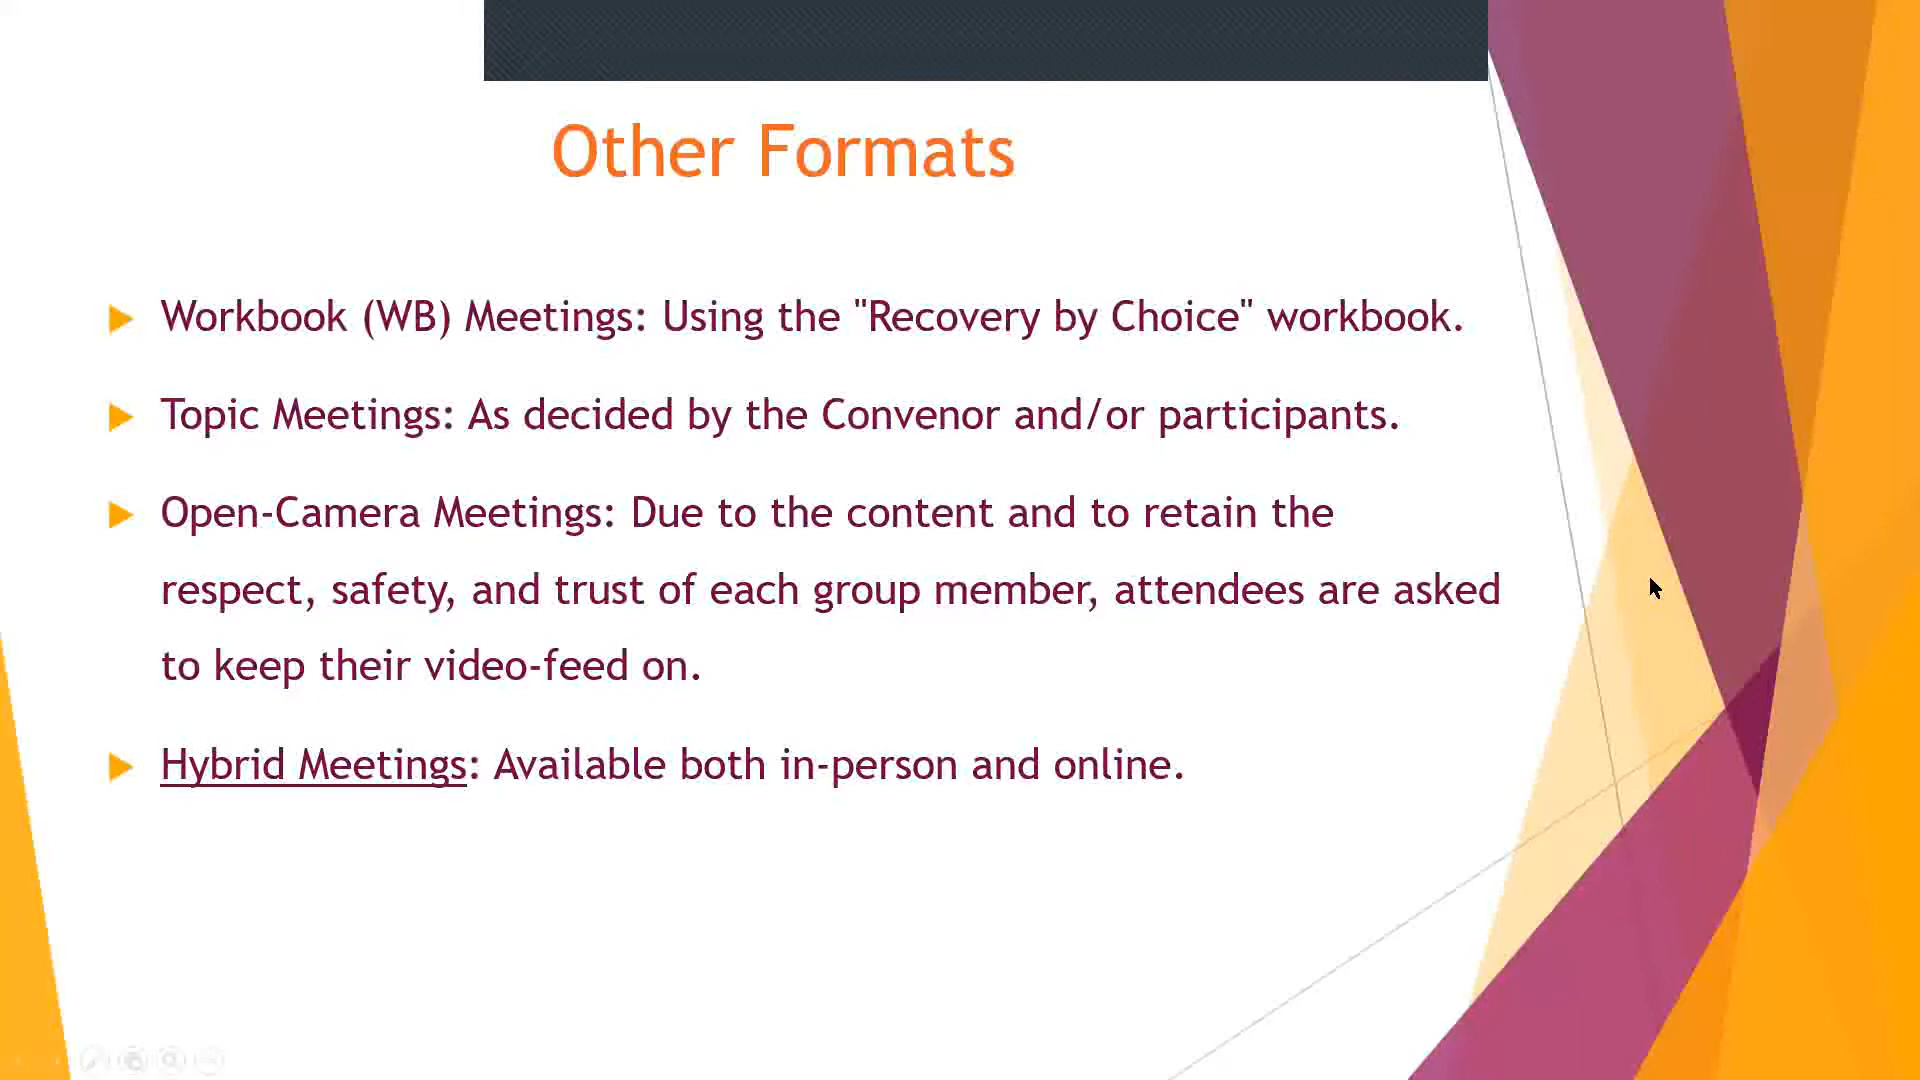 Other Formats
Workbook (WB) Meetings: Using the "Recovery by Choice" workbook.
Topic Meetings: As decided by the Convenor and/or participants.
Open-Camera Meetings: Due to the content and to retain the
respect, safety, and trust of each group member, attendees are asked
to keep their video-feed on.
Hybrid Meetings: Available both in-person and online.